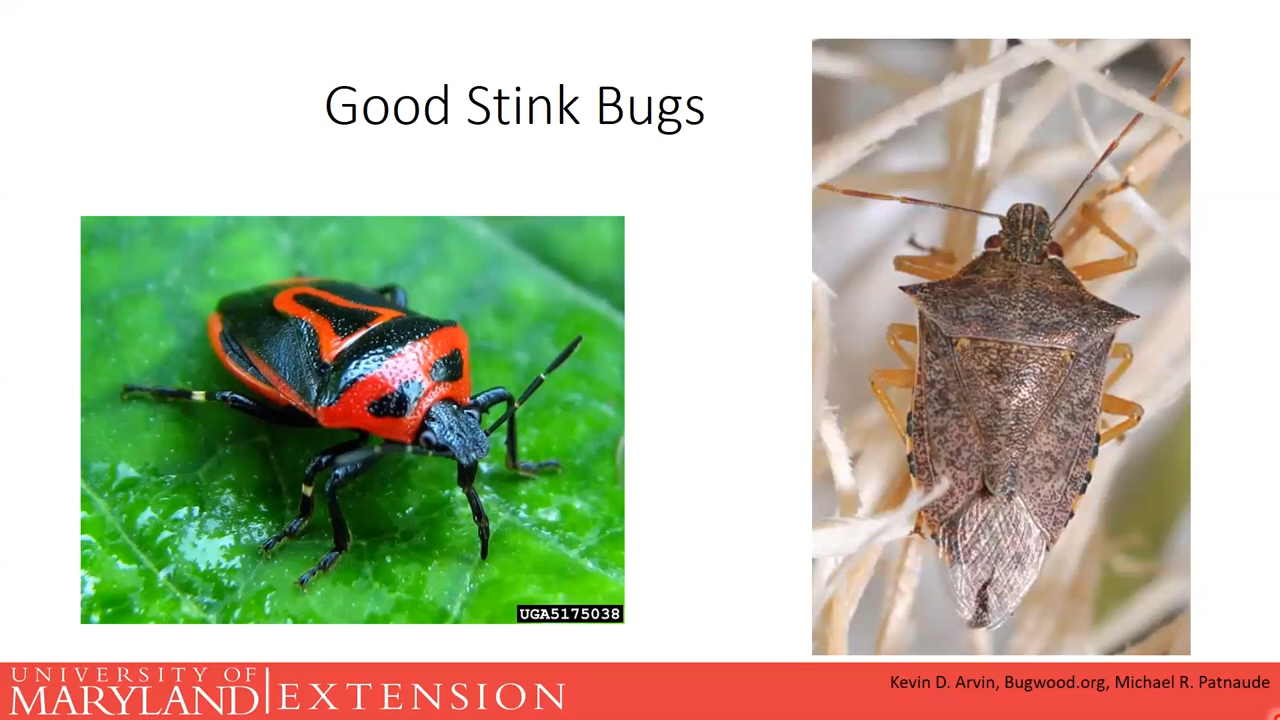 Good Stink Bugs
UGA5175038
UNIVERSITY OF
MARYLAND
EXTENSION
Kevin D. Arvin, Bugwood.org, Michael R. Patnaude